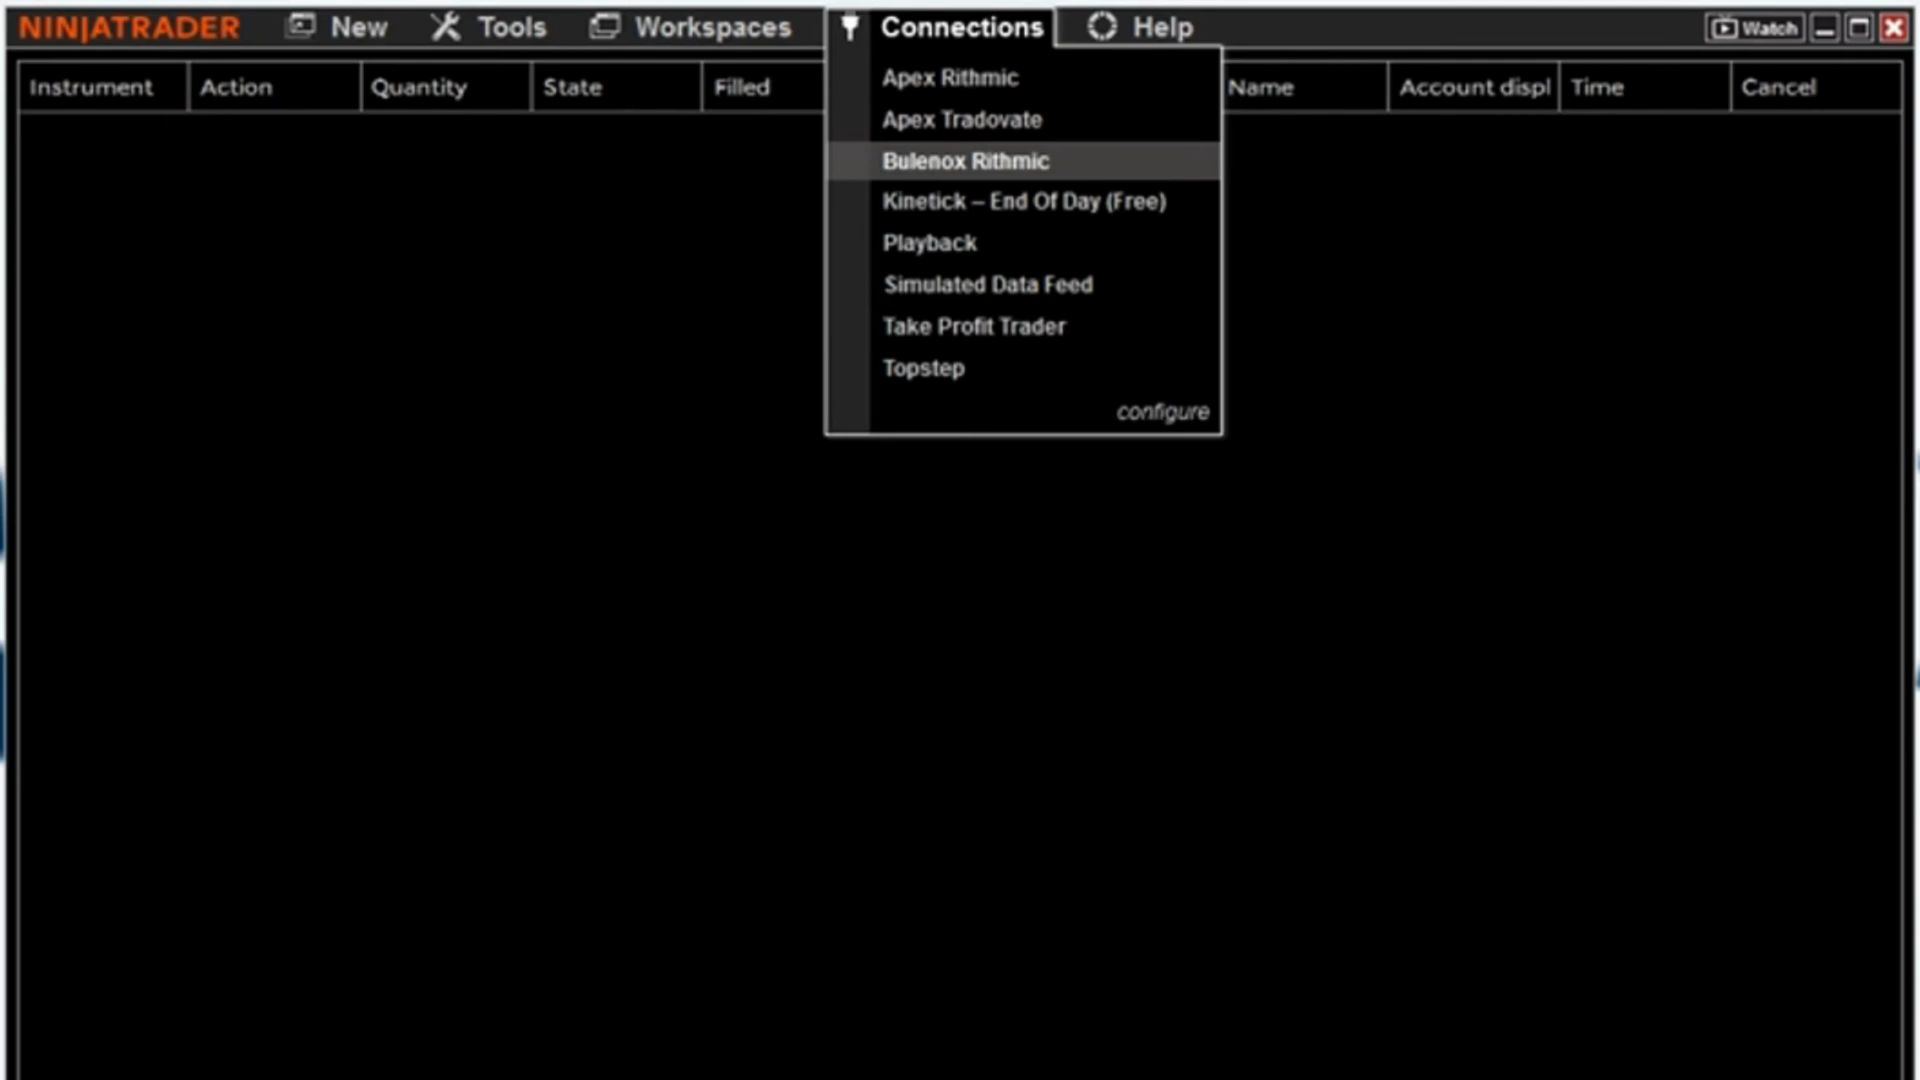 NINJATRADER New Tools Workspaces Connections Help Watch
Instrument Action Quantity State Filled Name Account displ Time Cancel
Apex Rithmic
Apex Tradovate
Bulenox Rithmic
Kinetick – End Of Day (Free)
Playback
Simulated Data Feed
Take Profit Trader
Topstep
configure